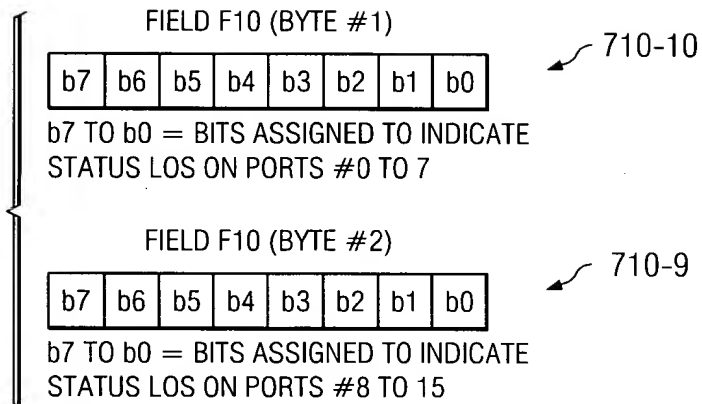 FIELD F10 (BYTE #1)
710-10
b7 b6 b5 b4 b3 b2 b1 b0
b7 TO b0 = BITS ASSIGNED TO INDICATE
STATUS LOS ON PORTS #0 TO 7
FIELD F10 (BYTE #2)
710-9
b7 b6 b5 b4 b3 b2 b1 b0
b7 TO b0 = BITS ASSIGNED TO INDICATE
STATUS LOS ON PORTS #8 TO 15